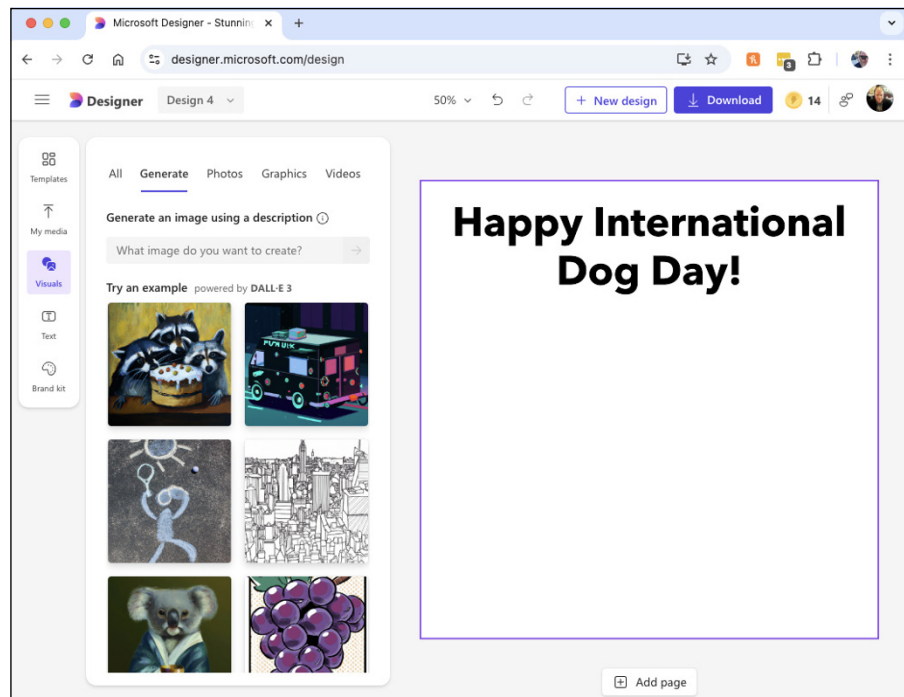 Microsoft Designer - Stunning
designer.microsoft.com/design
3
Designer
Design 4
50%
+ New design
Download
14
Templates
My media
Visuals
Text
Brand kit
All Generate Photos Graphics Videos
Generate an image using a description
What image do you want to create?
Try an example powered by DALL·E 3
Happy International
Dog Day!
Add page